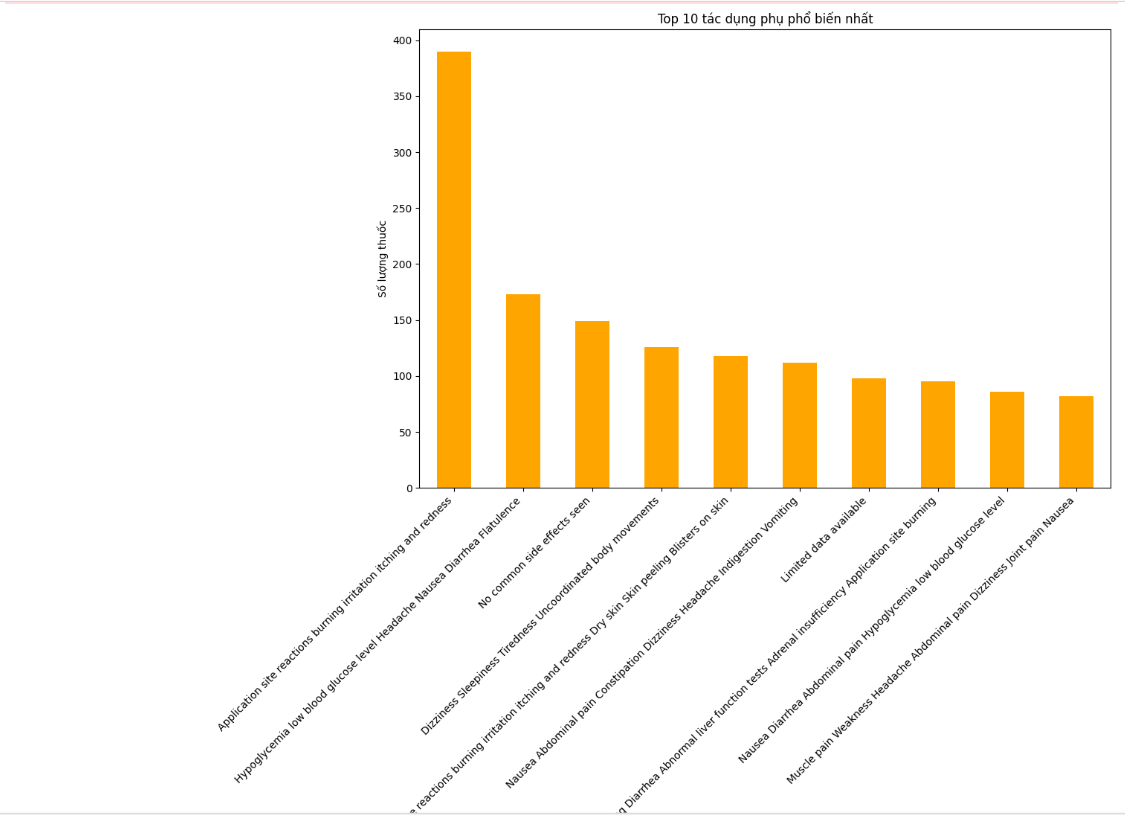 Top 10 tác dụng phụ phổ biến nhất
Số lượng thuốc
400
350
300
250
200
150
100
50
0
Application site reactions burning irritation itching and redness
Hypoglycemia low blood glucose level Headache Nausea Diarrhea Flatulence
No common side effects seen
Dizziness Sleepiness Tiredness Uncoordinated body movements
reactions burning irritation itching and redness Dry skin Skin peeling Blisters on skin
Nausea Abdominal pain Constipation Dizziness Headache Indigestion Vomiting
Limited data available
Diarrhea Abnormal liver function tests Adrenal insufficiency Application site burning
Nausea Diarrhea Abdominal pain Hypoglycemia low blood glucose level
Muscle pain Weakness Headache Abdominal pain Dizziness Joint pain Nausea